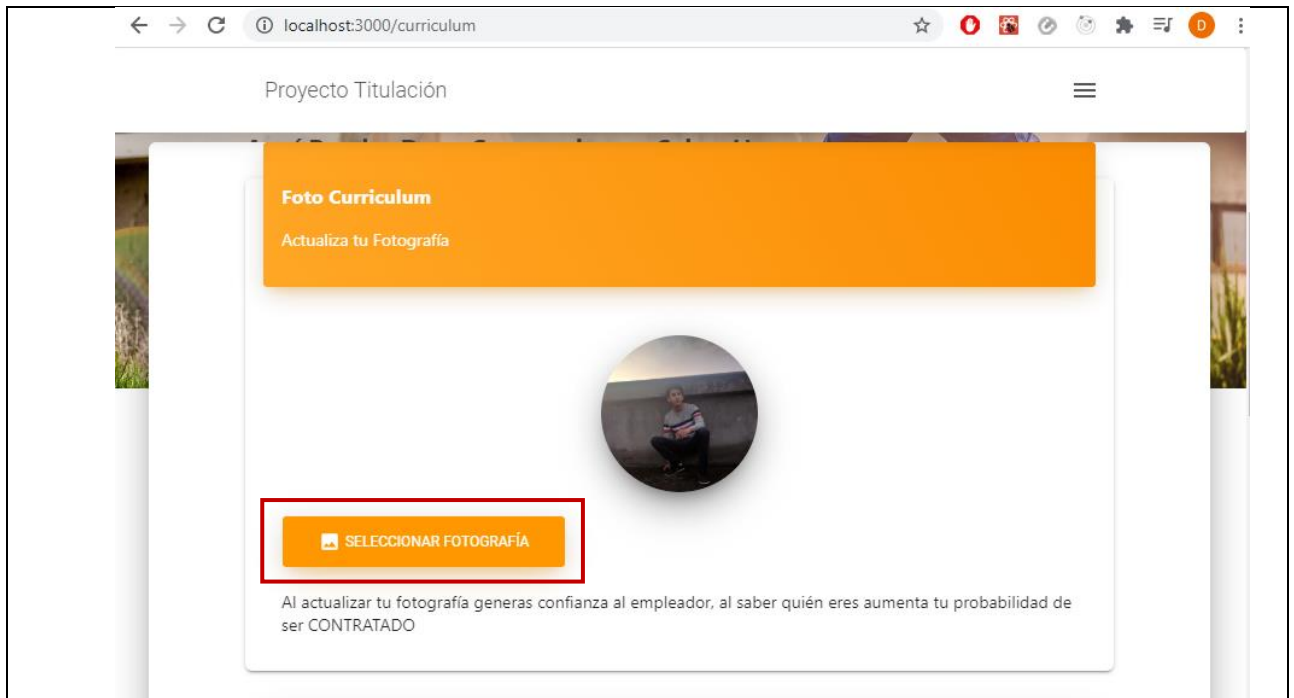 localhost:3000/curriculum
D
Proyecto Titulación
Foto Curriculum
Actualiza tu Fotografía
SELECCIONAR FOTOGRAFÍA
Al actualizar tu fotografía generas confianza al empleador, al saber quién eres aumenta tu probabilidad de
ser CONTRATADO